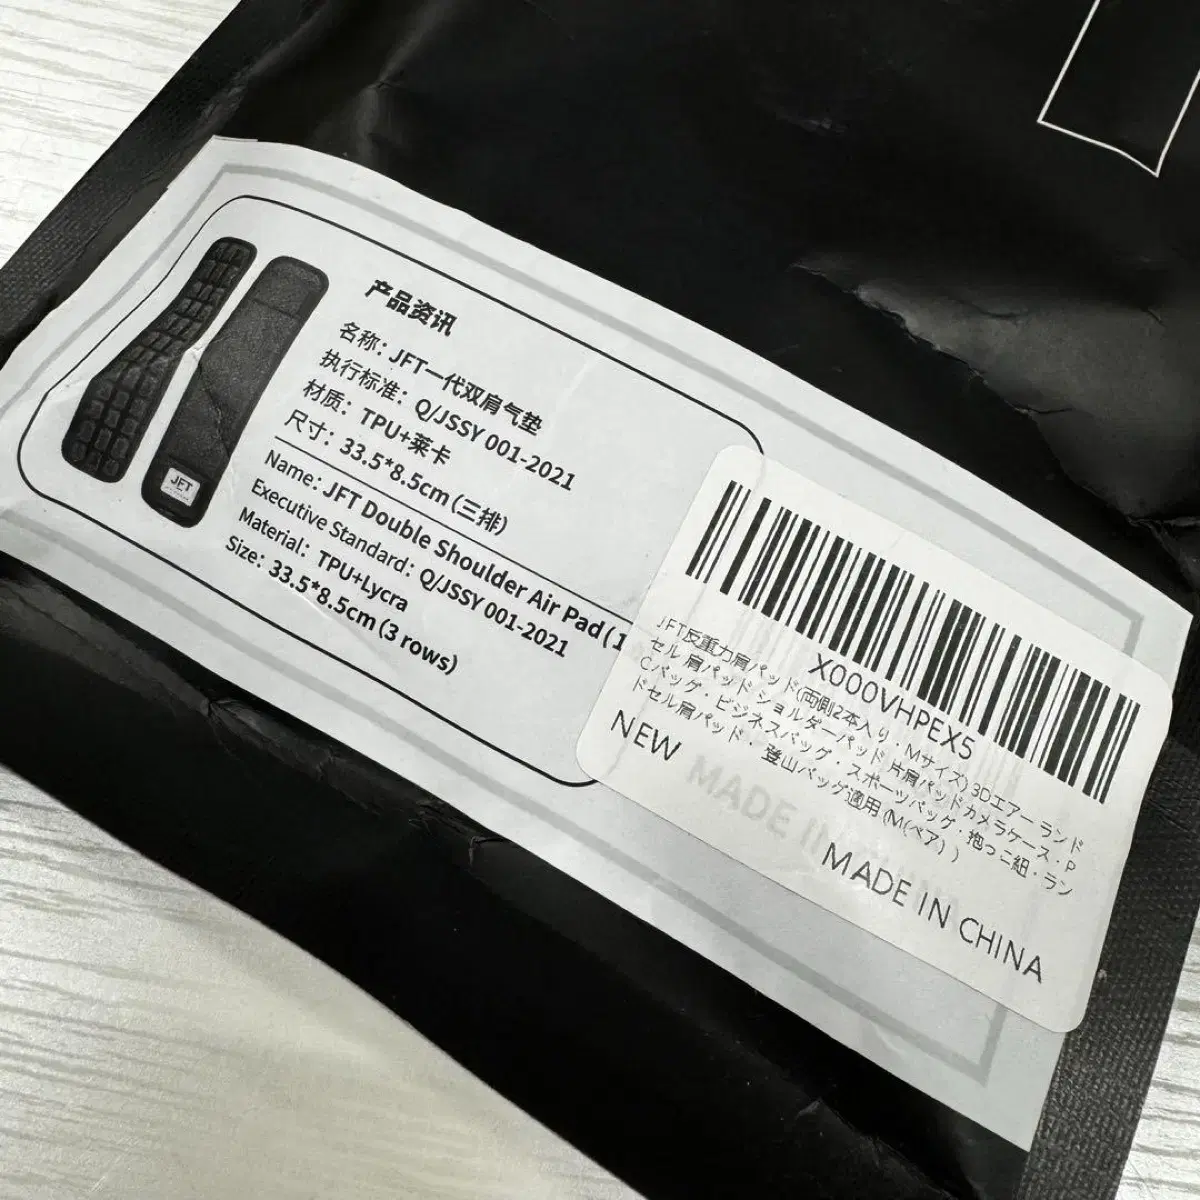 产品资讯
名称：JFT一代双肩气垫
执行标准：Q/JSSY 001-2021
材质：TPU+莱卡
尺寸：33.5*8.5cm (三排)
Name: JFT Double Shoulder Air Pad (1
Executive Standard: Q/JSSY 001-2021
Material: TPU+Lycra
Size: 33.5*8.5cm (3 rows)
JFT
X000VHPEX5
JFT反重力肩パッド(両側2本入り・Mサイズ) 3Dエアー ランド
セル 肩パッド ショルダーパッド 片肩パッドカメラケース・P
Cバッグ・ビジネスバッグ・スポーツバッグ・抱っこ紐・ラン
ドセル肩パッド・登山バッグ適用 (M(ペア) )
NEW
MADE IN
MADE IN CHINA